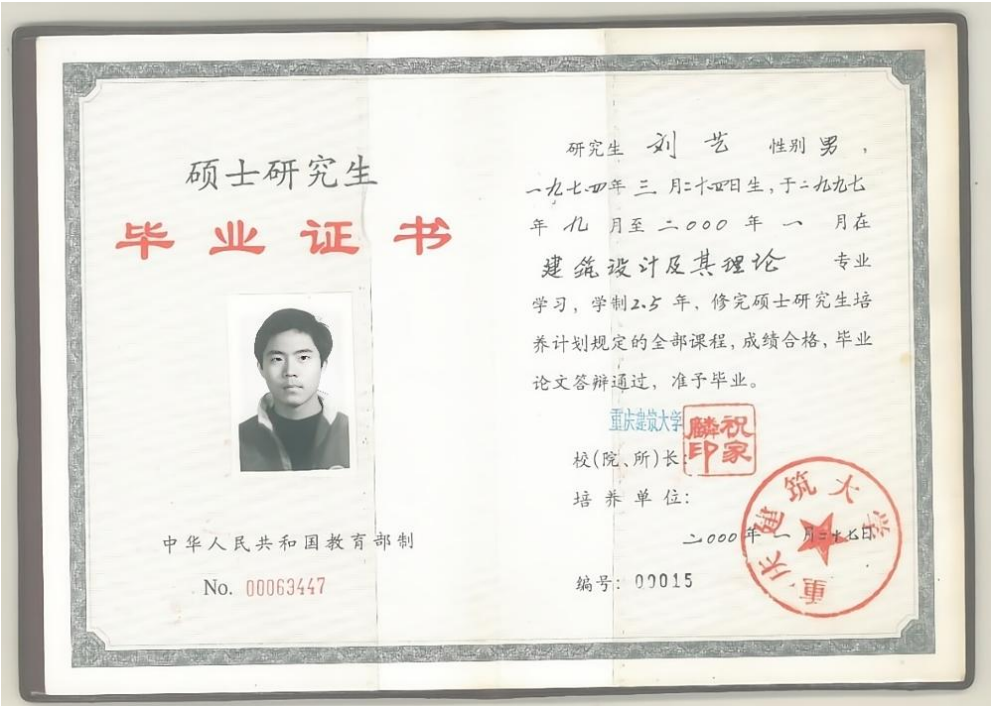 硕士研究生
毕业证书
中华人民共和国教育部制
No. 00063447
研究生 刘艺 性别 男，
一九七四年 三 月二十四日生，于一九九七
年 九 月至 二000 年 一 月在
建筑设计及其理论 专业
学习，学制2.5 年、修完硕士研究生培
养计划规定的全部课程，成绩合格，毕业
论文答辩通过，准予毕业。
重庆建筑大学
祝家麟印
校(院、所)长:
培养单位:
重庆建筑大学
二000 年 一 月二十七日
编号: 00015